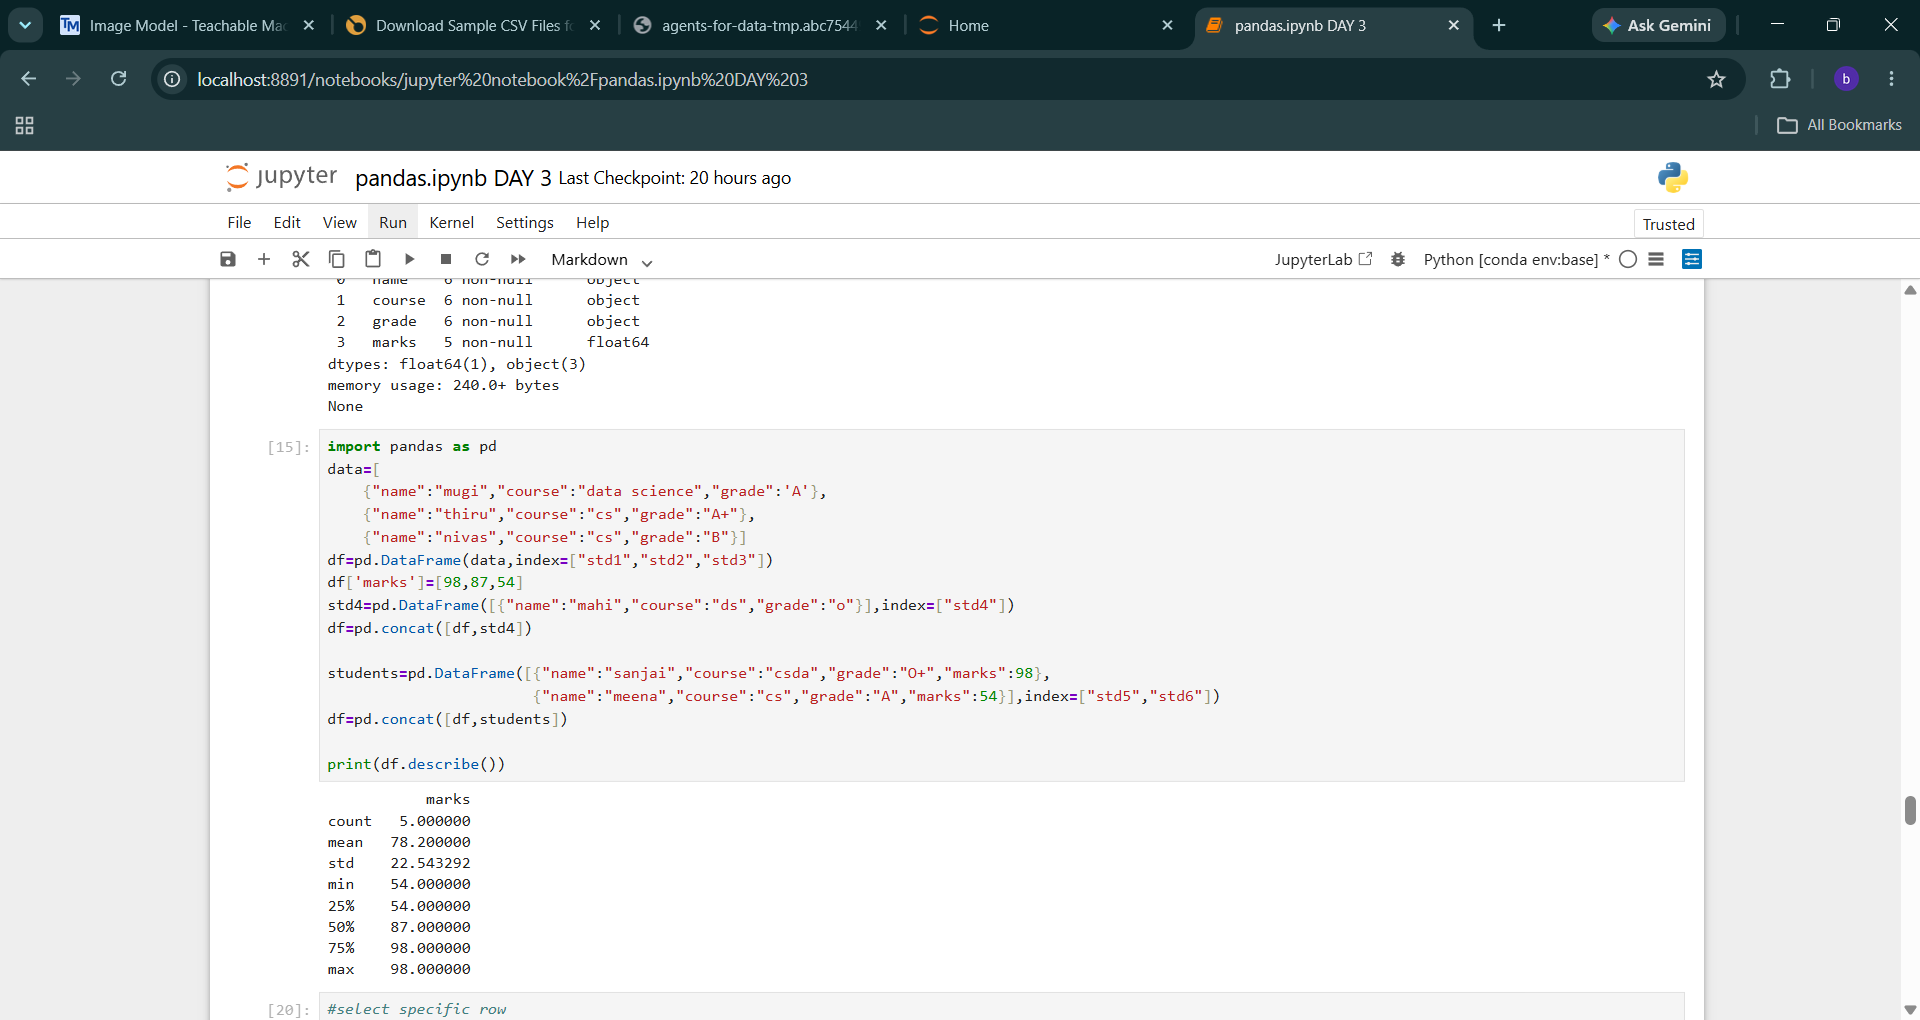 Image Model - Teachable Mac
Download Sample CSV Files fo
agents-for-data-tmp.abc7544
Home
pandas.ipynb DAY 3
Ask Gemini
localhost:8891/notebooks/jupyter%20notebook%2Fpandas.ipynb%20DAY%203
b
All Bookmarks
jupyter pandas.ipynb DAY 3 Last Checkpoint: 20 hours ago
File Edit View Run Kernel Settings Help
Trusted
Markdown
JupyterLab
Python [conda env:base] *
0 name 6 non-null object
1 course 6 non-null object
2 grade 6 non-null object
3 marks 5 non-null float64
dtypes: float64(1), object(3)
memory usage: 240.0+ bytes
None
[15]: import pandas as pd
data=[
{"name":"mugi","course":"data science","grade":'A'},
{"name":"thiru","course":"cs","grade":"A+"},
{"name":"nivas","course":"cs","grade":"B"}]
df=pd.DataFrame(data,index=["std1","std2","std3"])
df['marks']=[98,87,54]
std4=pd.DataFrame([{"name":"mahi","course":"ds","grade":"o"}],index=["std4"])
df=pd.concat([df,std4])
students=pd.DataFrame([{"name":"sanjai","course":"csda","grade":"O+","marks":98},
{"name":"meena","course":"cs","grade":"A","marks":54}],index=["std5","std6"])
df=pd.concat([df,students])
print(df.describe())
marks
count 5.000000
mean 78.200000
std 22.543292
min 54.000000
25% 54.000000
50% 87.000000
75% 98.000000
max 98.000000
[20]: #select specific row